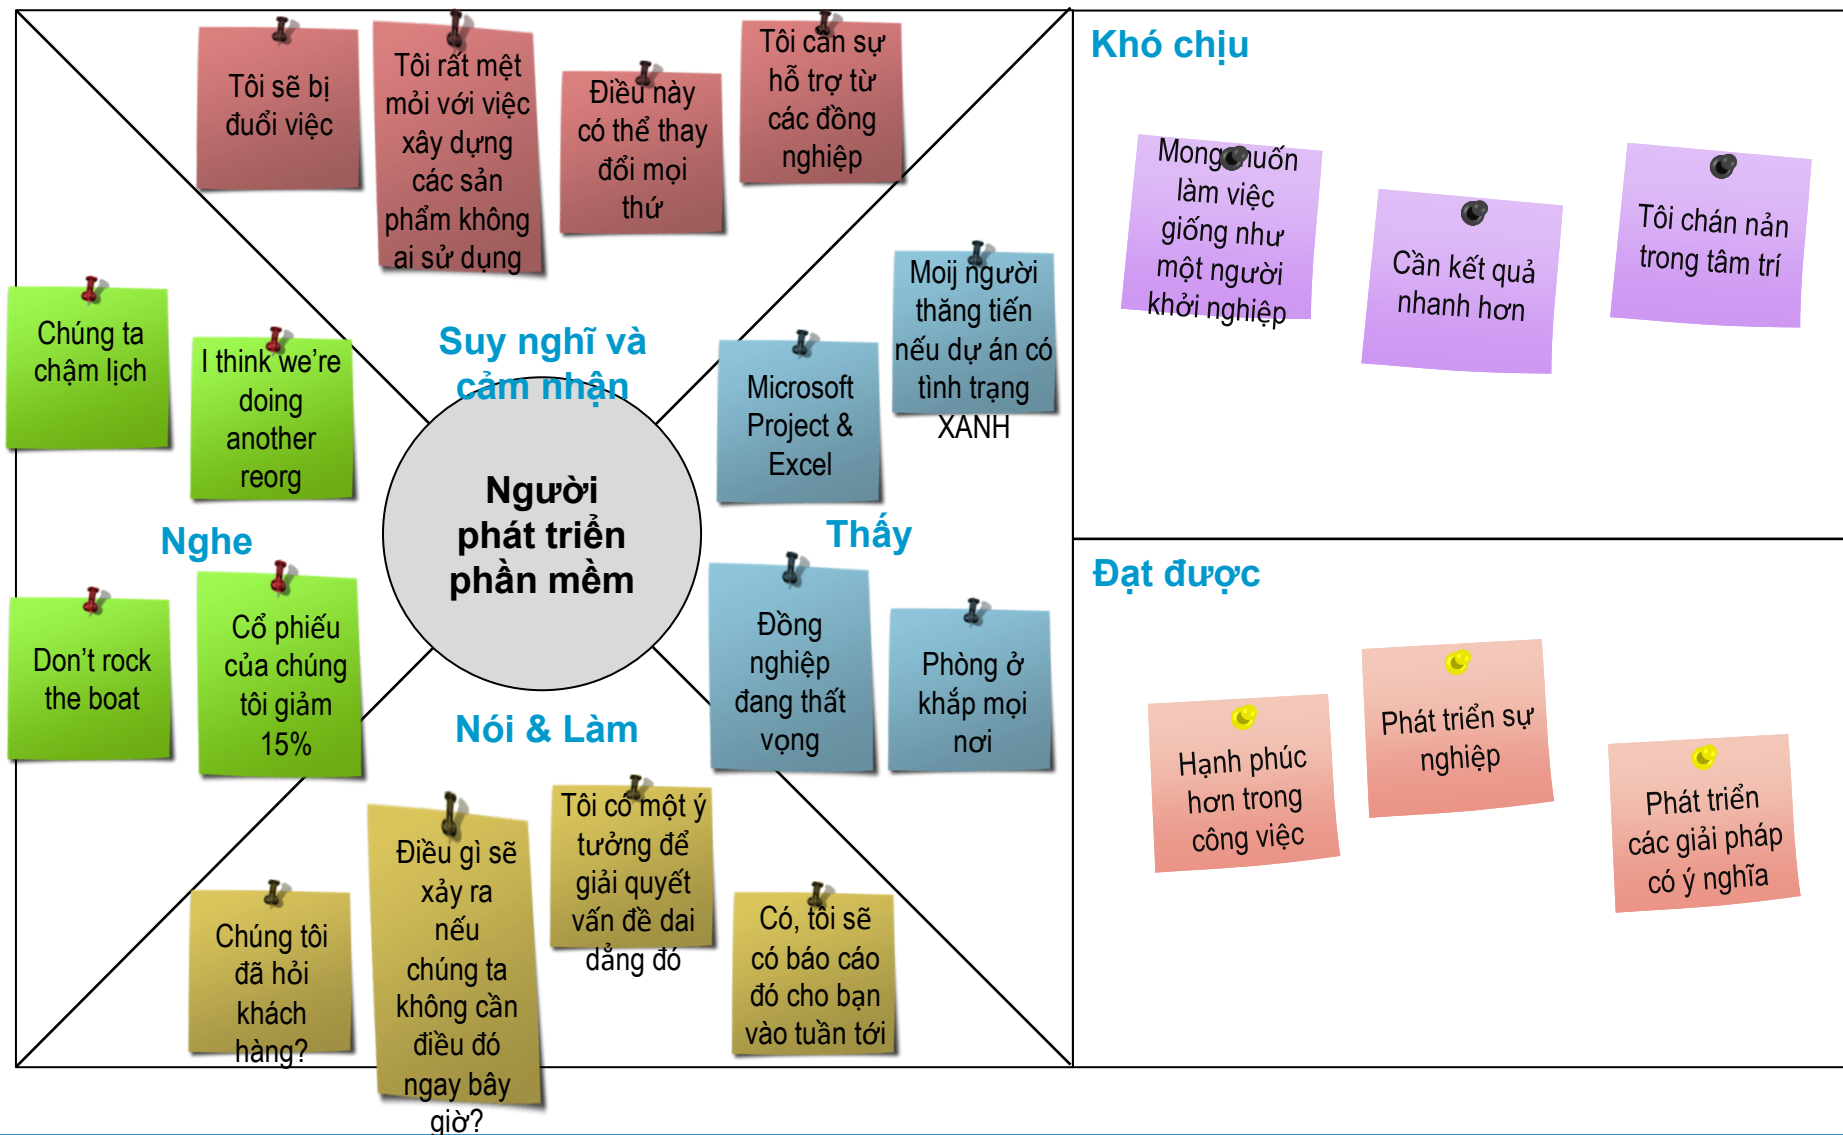 Tôi sẽ bị
đuổi việc
Tôi rất mệt
mỏi với việc
xây dựng
các sản
phẩm không
ai sử dụng
Điều này
có thể thay
đổi mọi
thứ
Tôi cần sự
hỗ trợ từ
các đồng
nghiệp
Suy nghĩ và
cảm nhận
Chúng ta
chậm lịch
I think we're
doing
another
reorg
Nghe
Don't rock
the boat
Cổ phiếu
của chúng
tôi giảm
15%
Người
phát triển
phần mềm
Microsoft
Project &
Excel
Moij người
thăng tiến
nếu dự án có
tình trạng
XANH
Thấy
Đồng
nghiệp
đang thất
vọng
Phòng ở
khắp mọi
nơi
Nói & Làm
Chúng tôi
đã hỏi
khách
hàng?
Điều gì sẽ
xảy ra
nếu
chúng ta
không cần
điều đó
ngay bây
giờ?
Tôi có một ý
tưởng để
giải quyết
vấn đề dai
dẳng đó
Có, tôi sẽ
có báo cáo
đó cho bạn
vào tuần tới
Khó chịu
Mong muốn
làm việc
giống như
một người
khởi nghiệp
Cần kết quả
nhanh hơn
Tôi chán nản
trong tâm trí
Đạt được
Hạnh phúc
hơn trong
công việc
Phát triển sự
nghiệp
Phát triển
các giải pháp
có ý nghĩa